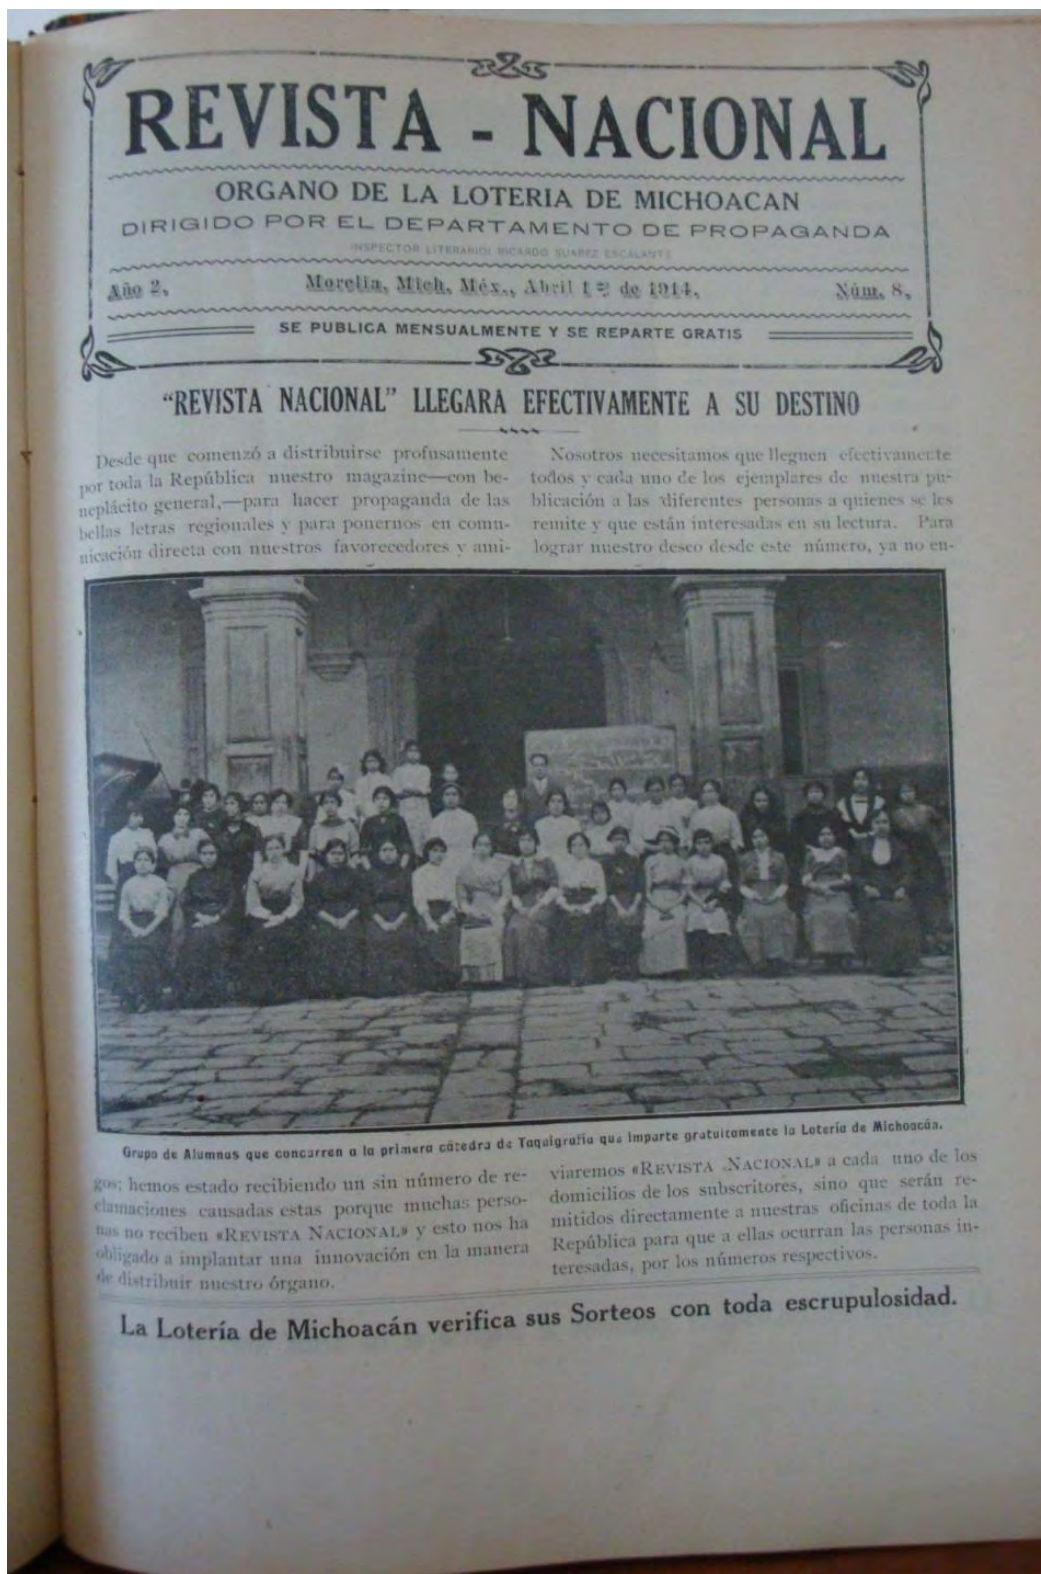 REVISTA - NACIONAL
ORGANO DE LA LOTERIA DE MICHOACAN
DIRIGIDO POR EL DEPARTAMENTO DE PROPAGANDA
INSPECTOR LITERARIO: RICARDO SUAREZ ESCALANTE
Año 2, Morelia, Mich, Méx., Abril 1º de 1914. Núm. 8.
SE PUBLICA MENSUALMENTE Y SE REPARTE GRATIS
“REVISTA NACIONAL” LLEGARA EFECTIVAMENTE A SU DESTINO
Desde que comenzó a distribuirse profusamente
por toda la República nuestro magazine—con be-
neplácito general,—para hacer propaganda de las
bellas letras regionales y para ponernos en comu-
nicación directa con nuestros favorecedores y ami-
gos; hemos estado recibiendo un sin número de re-
clamaciones causadas estas porque muchas perso-
nas no reciben «REVISTA NACIONAL» y esto nos ha
obligado a implantar una innovación en la manera
de distribuir nuestro órgano.
Nosotros necesitamos que lleguen efectivamente
todos y cada uno de los ejemplares de nuestra pu-
blicación a las diferentes personas a quienes se les
remite y que están interesadas en su lectura. Para
lograr nuestro deseo desde este número, ya no en-
viaremos «REVISTA NACIONAL» a cada uno de los
domicilios de los subscritores, sino que serán re-
mitidos directamente a nuestras oficinas de toda la
República para que a ellas ocurran las personas in-
teresadas, por los números respectivos.
Grupo de Alumnas que concurren a la primera cátedra de Taquigrafía que imparte gratuitamente la Lotería de Michoacán.
La Lotería de Michoacán verifica sus Sorteos con toda escrupulosidad.